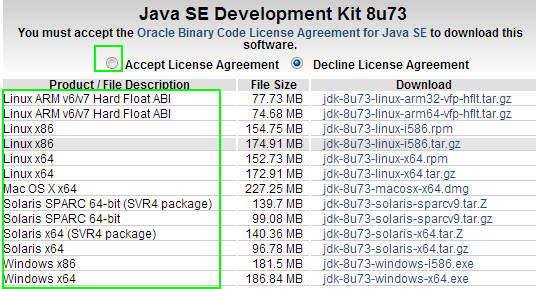 Java SE Development Kit 8u73
You must accept the Oracle Binary Code License Agreement for Java SE to download this
software.
Accept License Agreement Decline License Agreement
Product / File Description File Size Download
Linux ARM v6/v7 Hard Float ABI 77.73 MB jdk-8u73-linux-arm32-vfp-hflt.tar.gz
Linux ARM v6/v7 Hard Float ABI 74.68 MB jdk-8u73-linux-arm64-vfp-hflt.tar.gz
Linux x86 154.75 MB jdk-8u73-linux-i586.rpm
Linux x86 174.91 MB jdk-8u73-linux-i586.tar.gz
Linux x64 152.73 MB jdk-8u73-linux-x64.rpm
Linux x64 172.91 MB jdk-8u73-linux-x64.tar.gz
Mac OS X x64 227.25 MB jdk-8u73-macosx-x64.dmg
Solaris SPARC 64-bit (SVR4 package) 139.7 MB jdk-8u73-solaris-sparcv9.tar.Z
Solaris SPARC 64-bit 99.08 MB jdk-8u73-solaris-sparcv9.tar.gz
Solaris x64 (SVR4 package) 140.36 MB jdk-8u73-solaris-x64.tar.Z
Solaris x64 96.78 MB jdk-8u73-solaris-x64.tar.gz
Windows x86 181.5 MB jdk-8u73-windows-i586.exe
Windows x64 186.84 MB jdk-8u73-windows-x64.exe